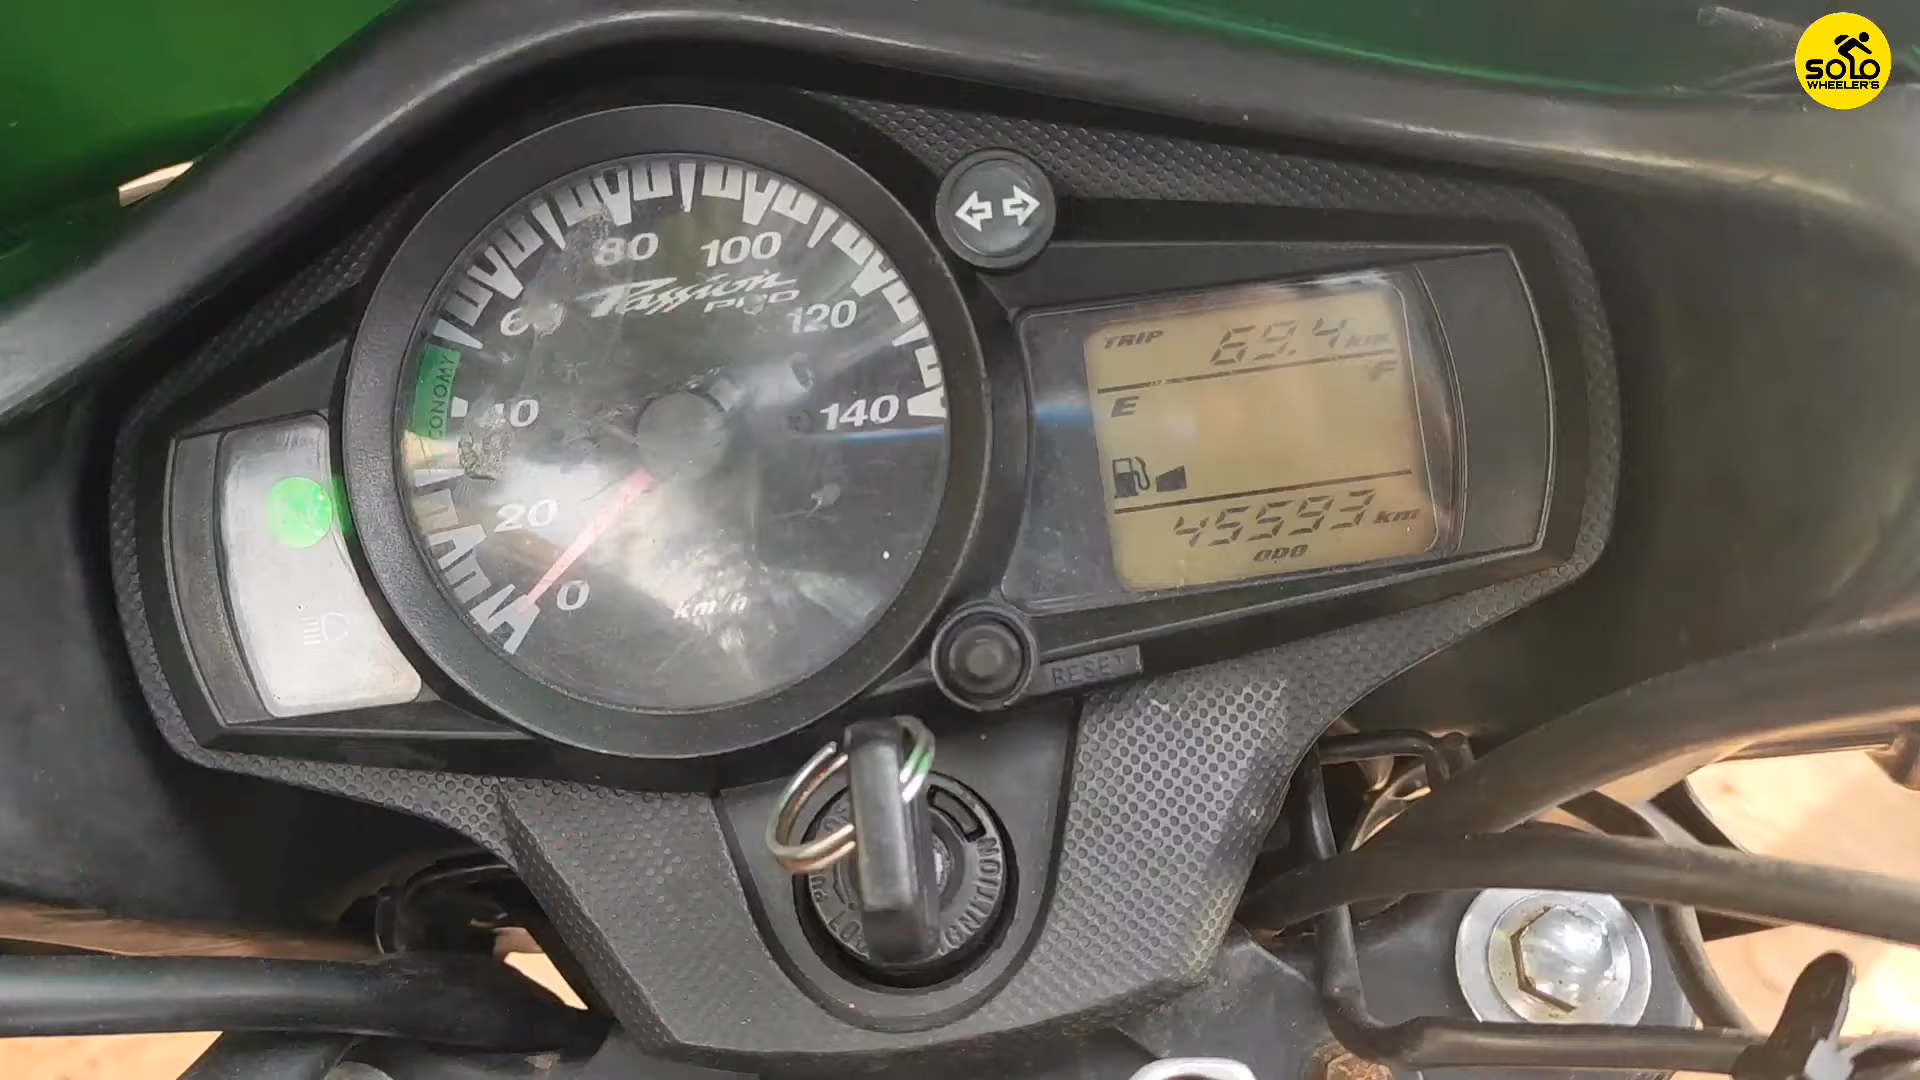 SOLO
WHEELER'S
80
100
60
Passion
PRO
120
ECONOMY
40
140
20
0
km/h
N
TRIP 69.4 km
E F
45593 km
ODO
RESET
IGNITION